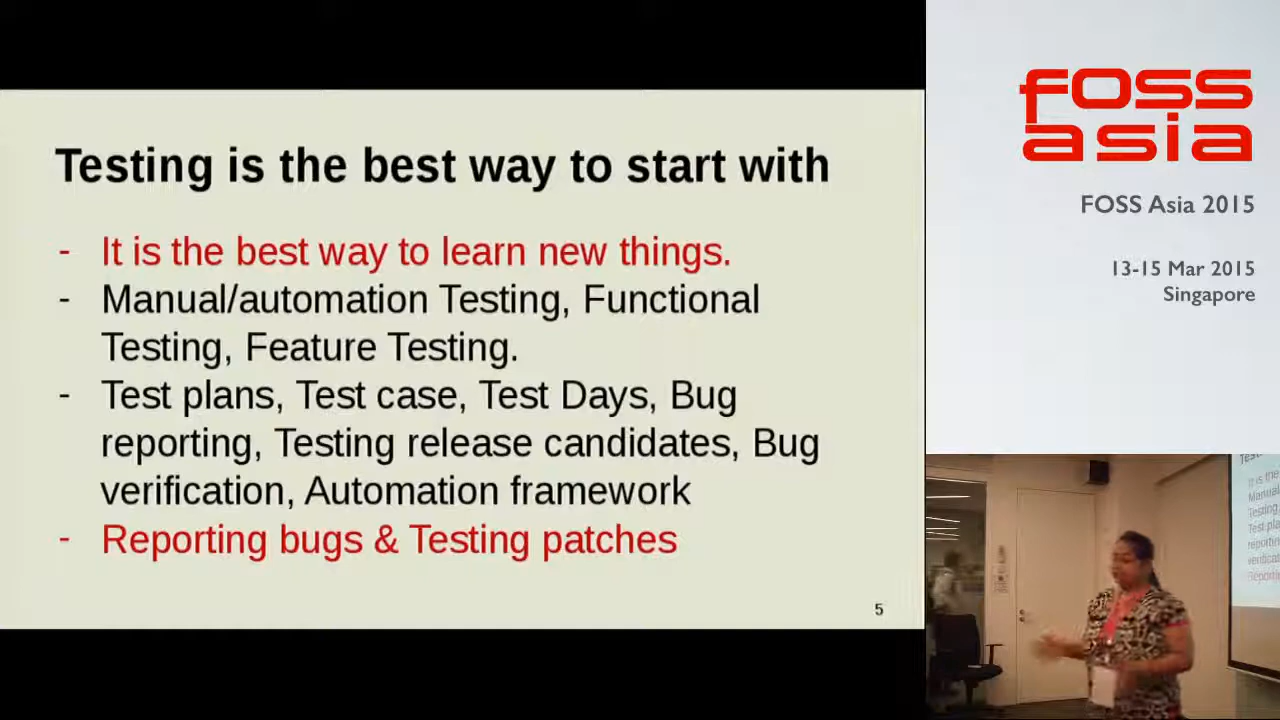 Testing is the best way to start with
- It is the best way to learn new things.
- Manual/automation Testing, Functional
Testing, Feature Testing.
- Test plans, Test case, Test Days, Bug
reporting, Testing release candidates, Bug
verification, Automation framework
- Reporting bugs & Testing patches
5
foss
asia
FOSS Asia 2015
13-15 Mar 2015
Singapore